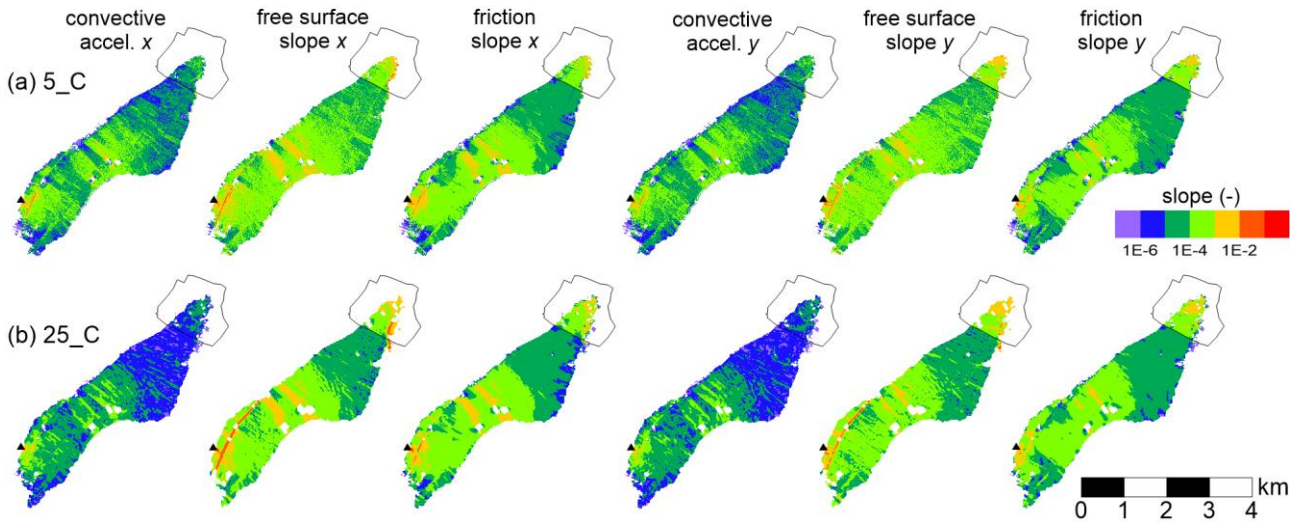 convective
accel. x
free surface
slope x
friction
slope x
convective
accel. y
free surface
slope y
friction
slope y
(a) 5_C
slope (-)
1E-6 1E-4 1E-2
(b) 25_C
km
0 1 2 3 4